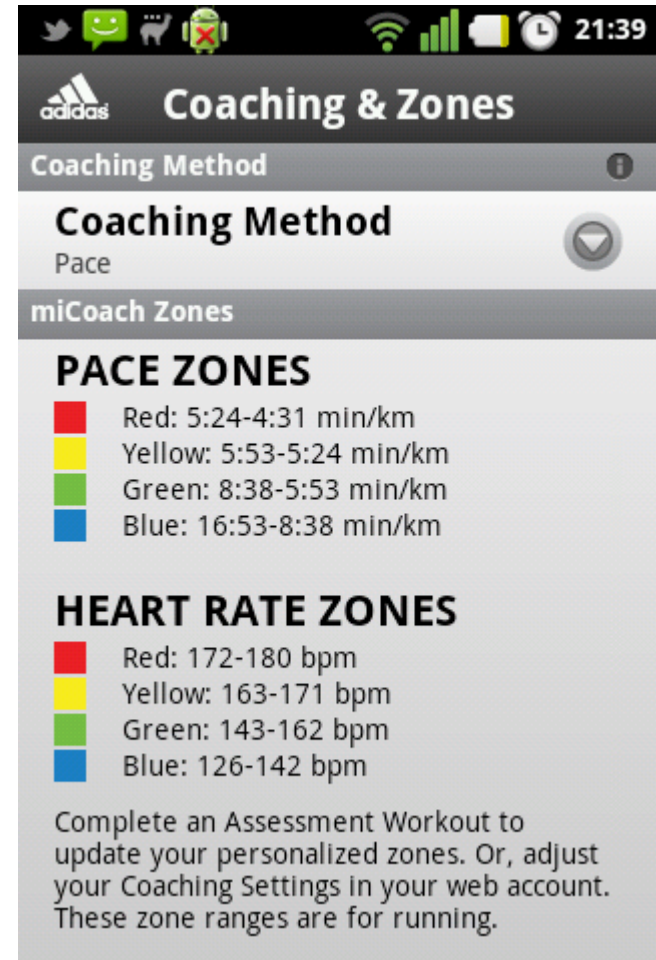 21:39
adidas
Coaching & Zones
Coaching Method
Coaching Method
Pace
miCoach Zones
PACE ZONES
Red: 5:24-4:31 min/km
Yellow: 5:53-5:24 min/km
Green: 8:38-5:53 min/km
Blue: 16:53-8:38 min/km
HEART RATE ZONES
Red: 172-180 bpm
Yellow: 163-171 bpm
Green: 143-162 bpm
Blue: 126-142 bpm
Complete an Assessment Workout to
update your personalized zones. Or, adjust
your Coaching Settings in your web account.
These zone ranges are for running.